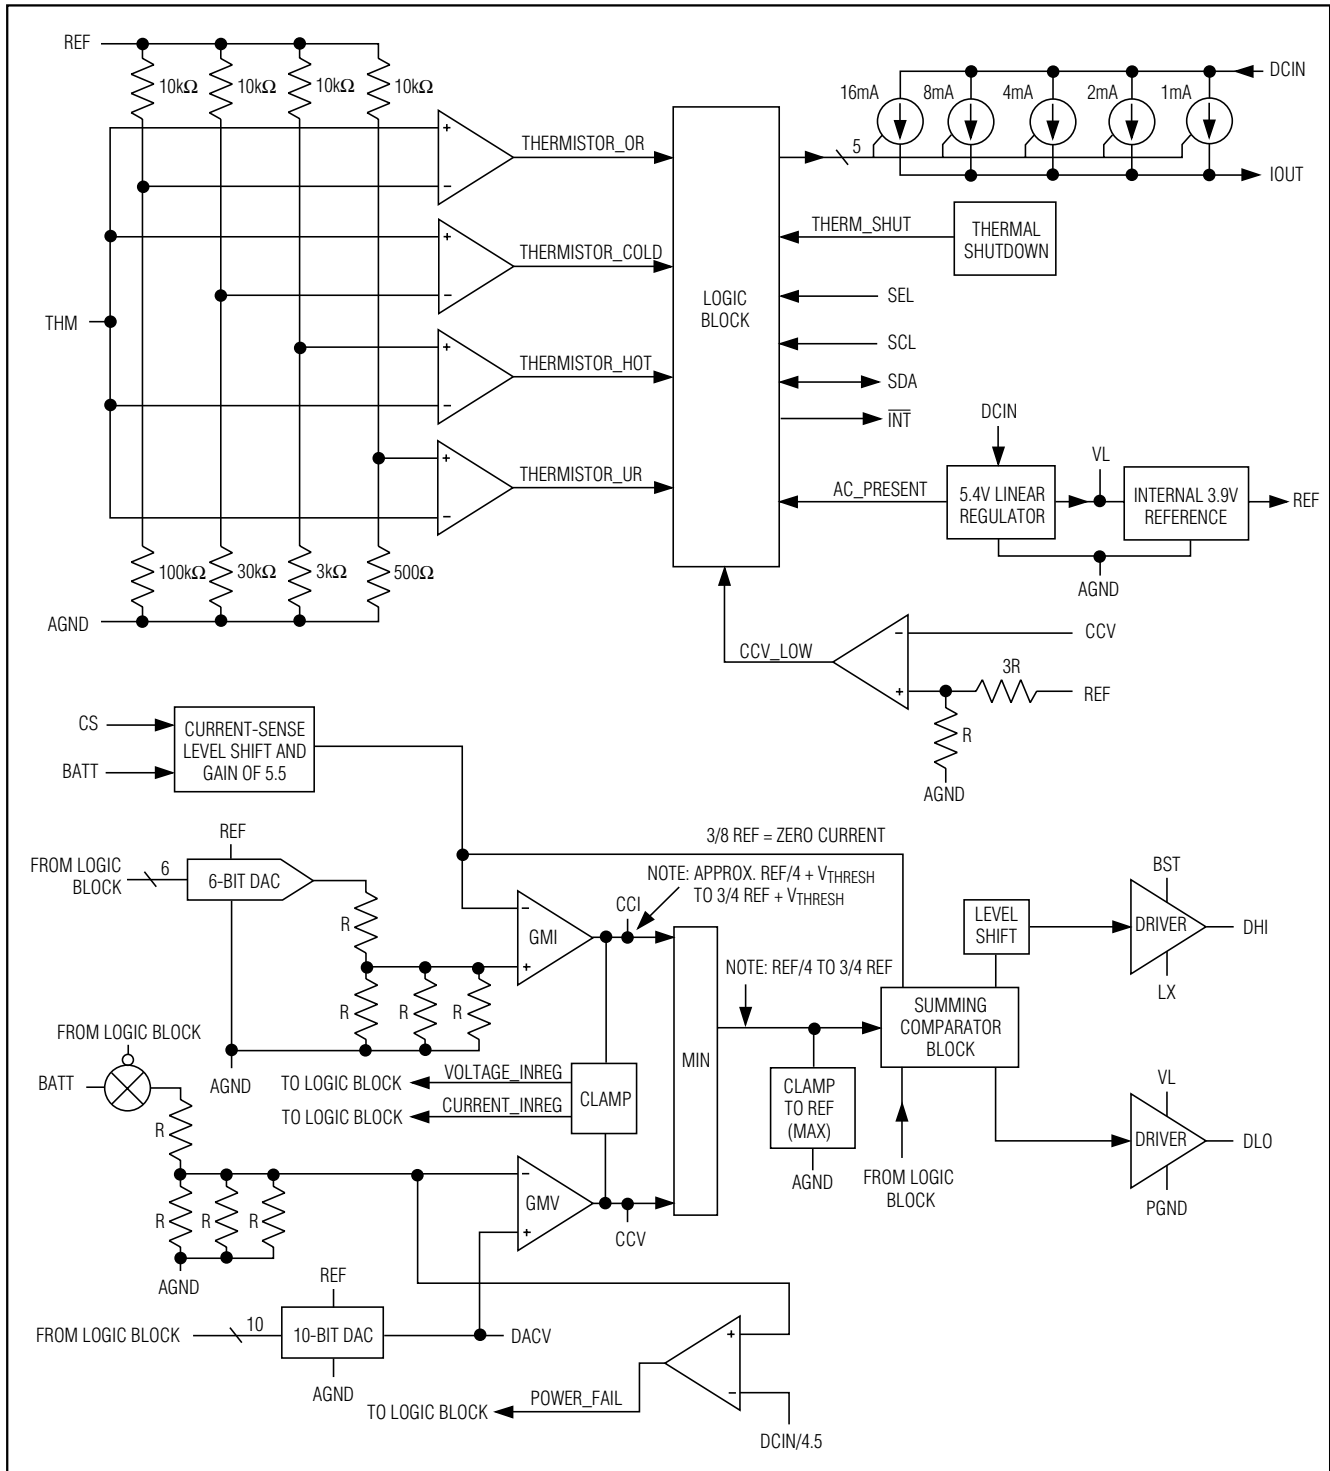 REF
10kΩ
10kΩ
10kΩ
10kΩ
+
−
THERMISTOR_OR
+
−
THERMISTOR_COLD
THM
+
−
THERMISTOR_HOT
+
−
THERMISTOR_UR
100kΩ
30kΩ
3kΩ
500Ω
AGND
LOGIC
BLOCK
16mA
8mA
4mA
2mA
1mA
DCIN
5
IOUT
THERM_SHUT
THERMAL
SHUTDOWN
SEL
SCL
SDA
INT
DCIN
VL
AC_PRESENT
5.4V LINEAR
REGULATOR
INTERNAL 3.9V
REFERENCE
REF
AGND
CCV_LOW
−
+
CCV
3R
REF
R
AGND
CS
BATT
CURRENT-SENSE
LEVEL SHIFT AND
GAIN OF 5.5
3/8 REF = ZERO CURRENT
REF
FROM LOGIC
BLOCK
6
6-BIT DAC
NOTE: APPROX. REF/4 + VTHRESH
TO 3/4 REF + VTHRESH
R
−
+
GMI
CCI
R
R
R
AGND
NOTE: REF/4 TO 3/4 REF
MIN
SUMMING
COMPARATOR
BLOCK
LEVEL
SHIFT
BST
DRIVER
DHI
LX
FROM LOGIC BLOCK
BATT
TO LOGIC BLOCK
VOLTAGE_INREG
TO LOGIC BLOCK
CURRENT_INREG
CLAMP
CLAMP
TO REF
(MAX)
AGND
FROM LOGIC
BLOCK
VL
DRIVER
DLO
PGND
R
R
R
R
AGND
−
+
GMV
CCV
REF
FROM LOGIC BLOCK
10
10-BIT DAC
DACV
AGND
+
−
TO LOGIC BLOCK
POWER_FAIL
DCIN/4.5